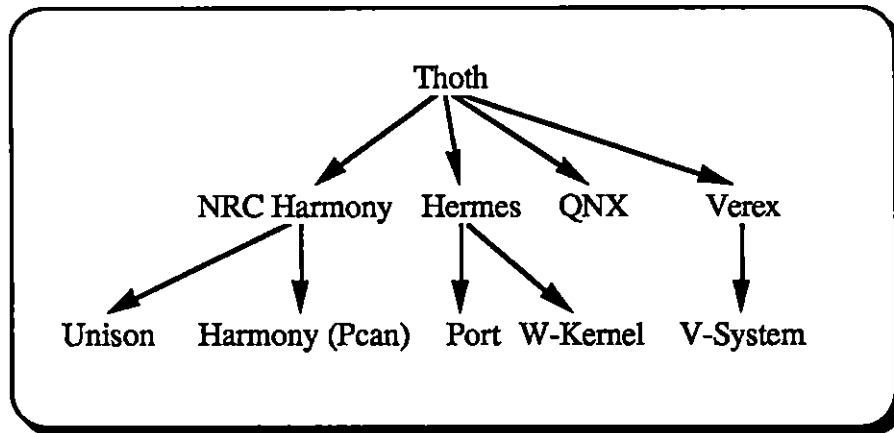 Thoth
NRC Harmony Hermes QNX Verex
Unison Harmony (Pcan) Port W-Kernel V-System